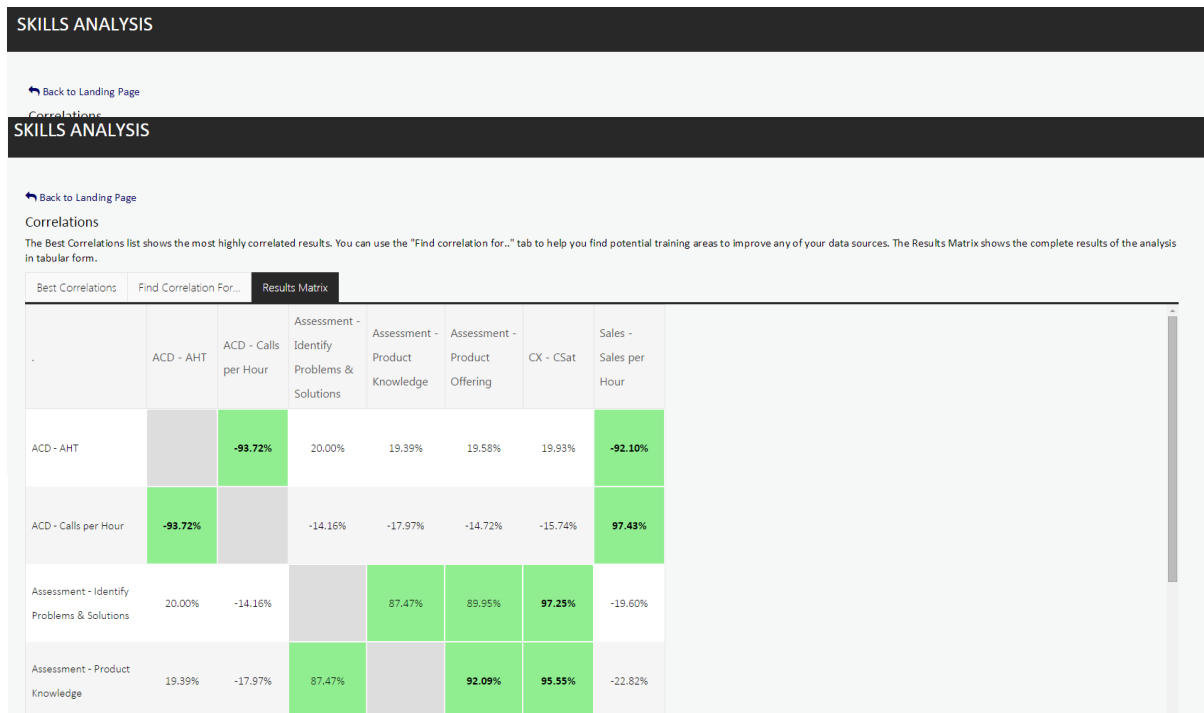 SKILLS ANALYSIS
Back to Landing Page
Correlations
SKILLS ANALYSIS
Back to Landing Page
Correlations
The Best Correlations list shows the most highly correlated results. You can use the "Find correlation for.." tab to help you find potential training areas to improve any of your data sources. The Results Matrix shows the complete results of the analysis
in tabular form.
Best Correlations Find Correlation For... Results Matrix
. ACD - AHT ACD - Calls per Hour Assessment - Identify Problems & Solutions Assessment - Product Knowledge Assessment - Product Offering CX - CSat Sales - Sales per Hour
ACD - AHT -93.72% 20.00% 19.39% 19.58% 19.93% -92.10%
ACD - Calls per Hour -93.72% -14.16% -17.97% -14.72% -15.74% 97.43%
Assessment - Identify Problems & Solutions 20.00% -14.16% 87.47% 89.95% 97.25% -19.60%
Assessment - Product Knowledge 19.39% -17.97% 87.47% 92.09% 95.55% -22.82%